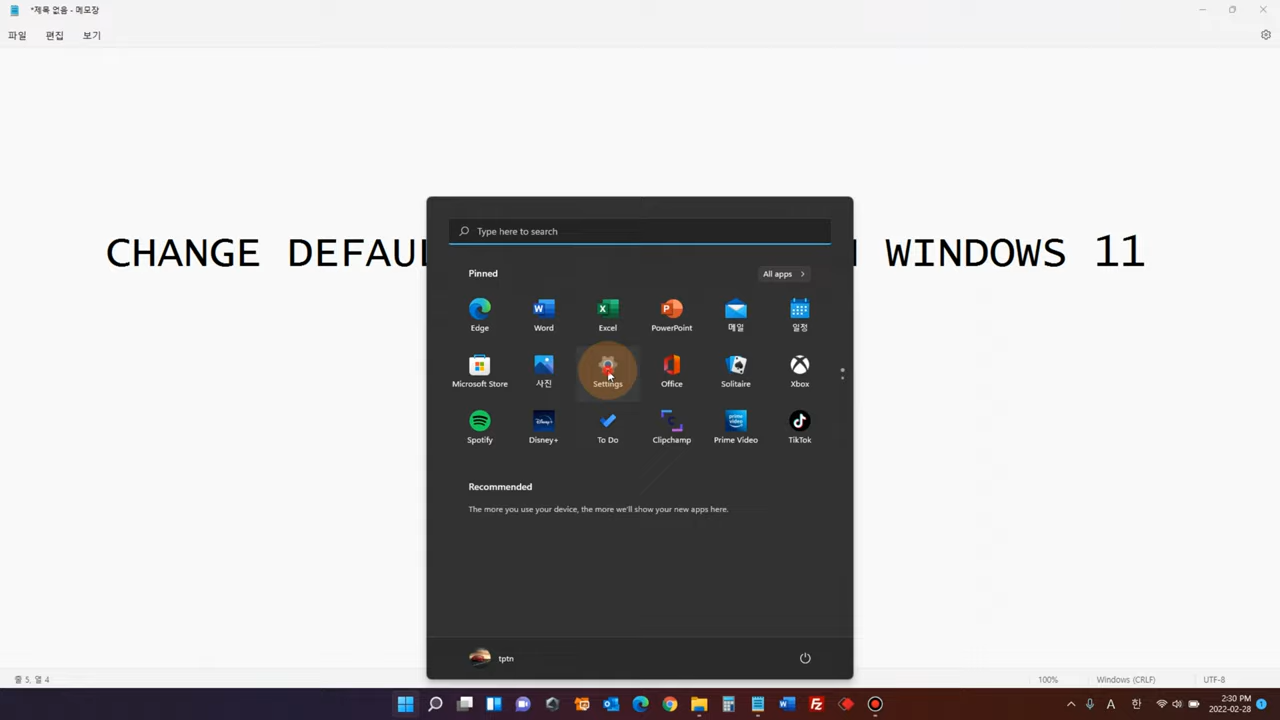 *제목 없음 - 메모장
파일 편집 보기
CHANGE DEFAUL WINDOWS 11
Type here to search
Pinned
All apps
Edge Word Excel PowerPoint 메일 일정
Microsoft Store 사진 Settings Office Solitaire Xbox
Spotify Disney+ To Do Clipchamp Prime Video TikTok
Recommended
The more you use your device, the more we'll show your new apps here.
tptn
줄 5, 열 4
100%
Windows (CRLF)
UTF-8
A 한
2:30 PM
2022-02-28